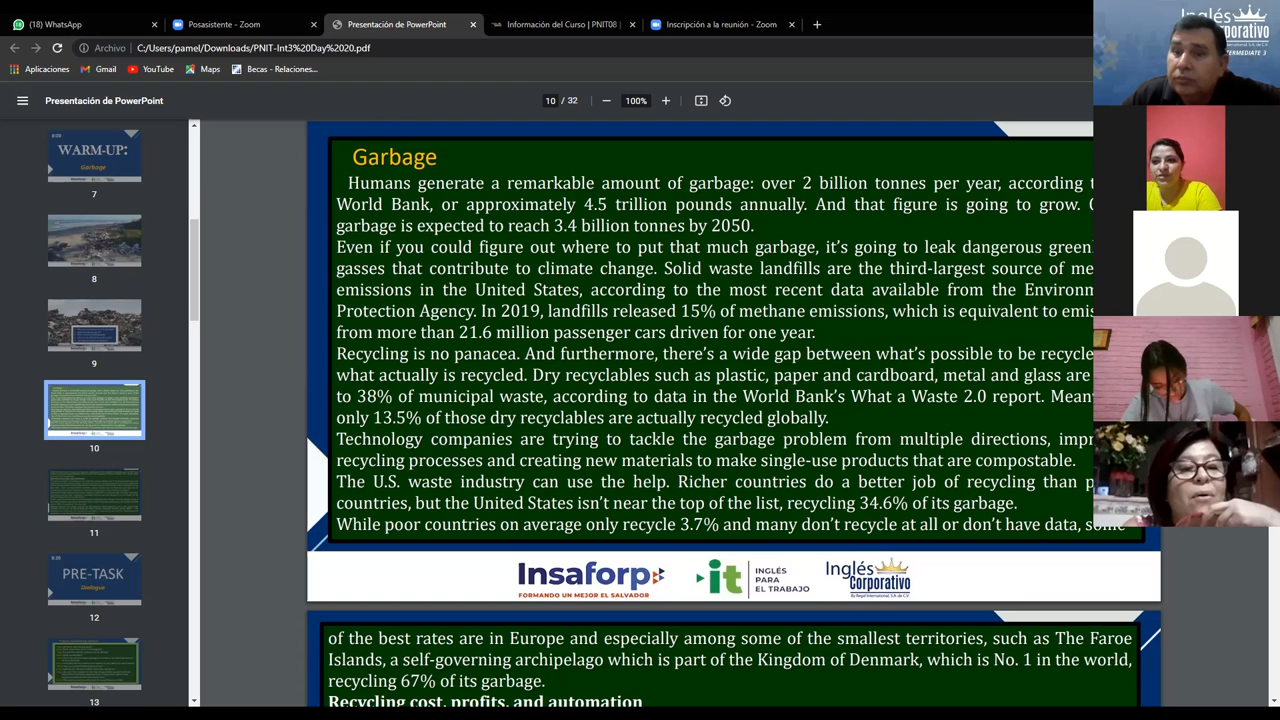 (18) WhatsApp
Posasistente - Zoom
Presentación de PowerPoint
Información del Curso | PNIT08 |
Inscripción a la reunión - Zoom
Archivo
C:/Users/pamel/Downloads/PNIT-Int3%20Day%2020.pdf
Aplicaciones
Gmail
YouTube
Maps
Becas - Relaciones...
Presentación de PowerPoint
10 / 32
100%
Inglés
Corporativo
INTERMEDIATE 3
WARM-UP:
Garbage
7
8
9
10
11
PRE-TASK
Dialogue
12
13
Garbage
Humans generate a remarkable amount of garbage: over 2 billion tonnes per year, according
World Bank, or approximately 4.5 trillion pounds annually. And that figure is going to grow.
garbage is expected to reach 3.4 billion tonnes by 2050.
Even if you could figure out where to put that much garbage, it's going to leak dangerous
gasses that contribute to climate change. Solid waste landfills are the third-largest source of
emissions in the United States, according to the most recent data available from the
Protection Agency. In 2019, landfills released 15% of methane emissions, which is equivalent to
from more than 21.6 million passenger cars driven for one year.
Recycling is no panacea. And furthermore, there's a wide gap between what's possible to be
what actually is recycled. Dry recyclables such as plastic, paper and cardboard, metal and glass are
to 38% of municipal waste, according to data in the World Bank's What a Waste 2.0 report.
only 13.5% of those recyclables are actually recycled globally.
Technology companies are trying to tackle the garbage problem from multiple directions,
recycling processes and creating new materials to make single-use products that are compostable.
The U.S. waste industry could use the help. Richer countries do a better job of recycling than
countries, but the United States isn't near the top of this list, recycling 34.6% of its garbage.
While poor countries on average only recycle 3.7% and many don't recycle at all or don't have data, some
Insaforp
FORMANDO UN MEJOR EL SALVADOR
it
INGLÉS
PARA
EL TRABAJO
Inglés
Corporativo
By Regal International, S.A. de C.V.
of the best rates are in Europe and especially among some of the smallest territories, such as The Faroe
Islands, a self-governing archipelago which is part of the Kingdom of Denmark, which is No. 1 in the world,
recycling 67% of its garbage.
Recycling cost, profits, and automation